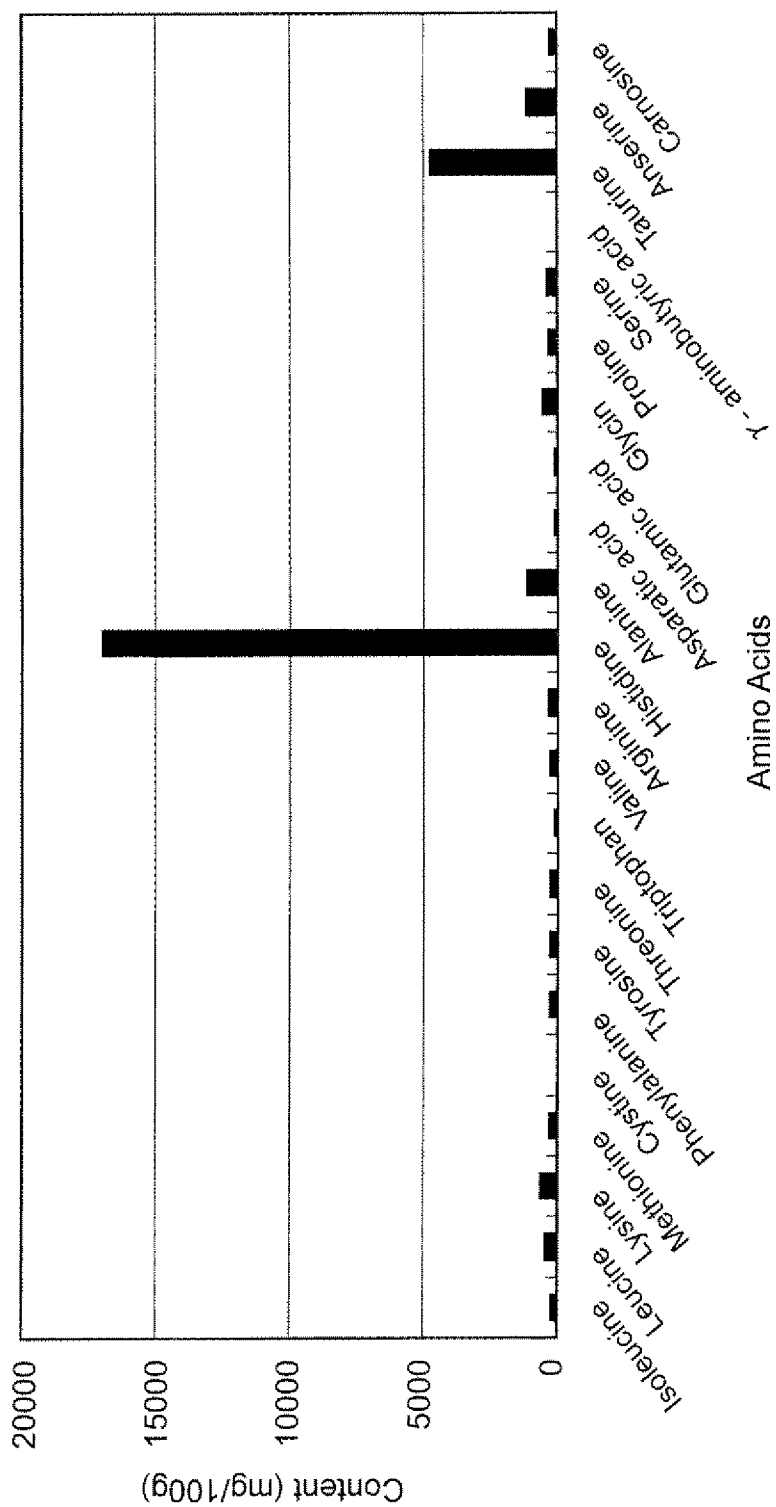 Content (mg/100g)
20000
15000
10000
5000
0
Isoleucine
Leucine
Lysine
Methionine
Cystine
Phenylalanine
Tyrosine
Threonine
Triptophan
Valine
Arginine
Histidine
Alanine
Asparatic acid
Glutamic acid
Glycin
Proline
Serine
γ - aminobutyric acid
Taurine
Anserine
Carnosine
Amino Acids